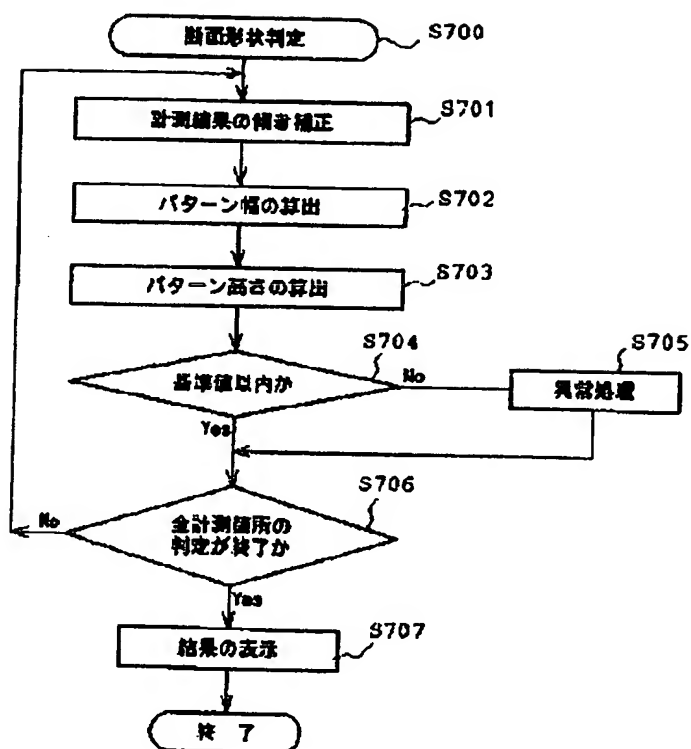 断面形状判定
S700
計測結果の傾き補正
S701
パターン幅の算出
S702
パターン高さの算出
S703
基準値以内か
S704
No
異常処理
S705
Yes
全計測箇所の
判定が終了か
S706
No
Yes
結果の表示
S707
終 了